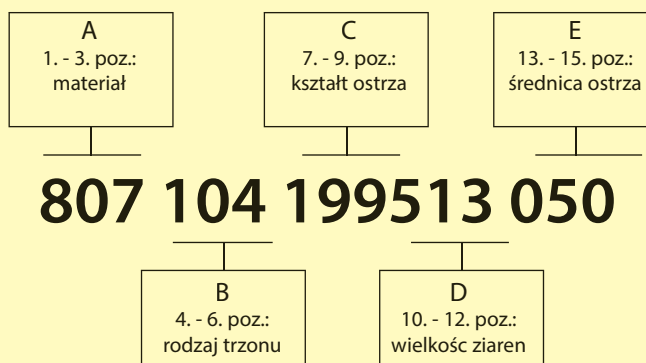 A
1. - 3. poz.:
materiał
C
7. - 9. poz.:
kształt ostrza
E
13. - 15. poz.:
średnica ostrza
807 104 199513 050
B
4. - 6. poz.:
rodzaj trzonu
D
10. - 12. poz.:
wielkośc ziaren